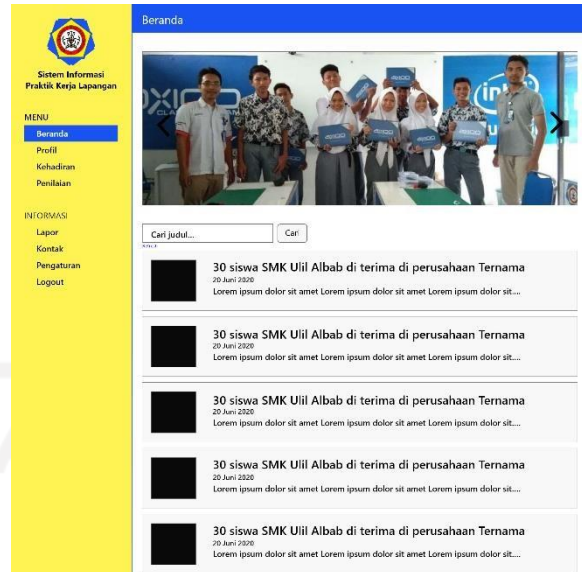 Beranda
Sistem Informasi
Praktik Kerja Lapangan
MENU
Beranda
Profil
Kehadiran
Penilaian
INFORMASI
Lapor
Kontak
Pengaturan
Logout
AXIOO
CLASS
intel
Cari judul...
Cari
30 siswa SMK Ulil Albab di terima di perusahaan Ternama
20 Juni 2020
Lorem ipsum dolor sit amet Lorem ipsum dolor sit amet Lorem ipsum dolor sit....
30 siswa SMK Ulil Albab di terima di perusahaan Ternama
20 Juni 2020
Lorem ipsum dolor sit amet Lorem ipsum dolor sit amet Lorem ipsum dolor sit....
30 siswa SMK Ulil Albab di terima di perusahaan Ternama
20 Juni 2020
Lorem ipsum dolor sit amet Lorem ipsum dolor sit amet Lorem ipsum dolor sit....
30 siswa SMK Ulil Albab di terima di perusahaan Ternama
20 Juni 2020
Lorem ipsum dolor sit amet Lorem ipsum dolor sit amet Lorem ipsum dolor sit....
30 siswa SMK Ulil Albab di terima di perusahaan Ternama
20 Juni 2020
Lorem ipsum dolor sit amet Lorem ipsum dolor sit amet Lorem ipsum dolor sit....